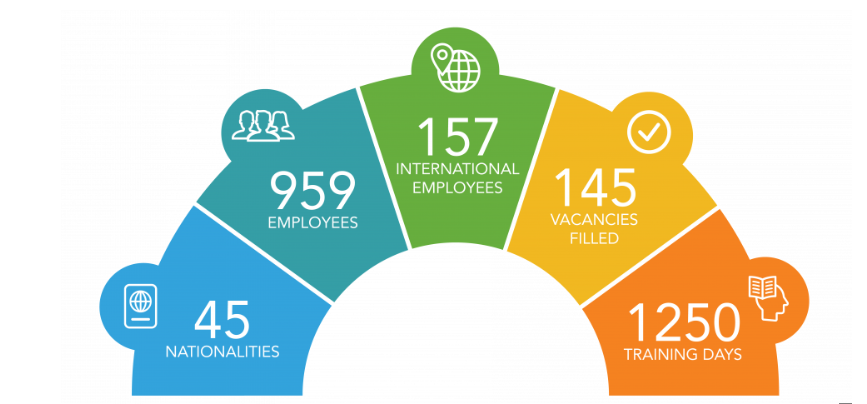 45
NATIONALITIES
959
EMPLOYEES
157
INTERNATIONAL
EMPLOYEES
145
VACANCIES
FILLED
1250
TRAINING DAYS